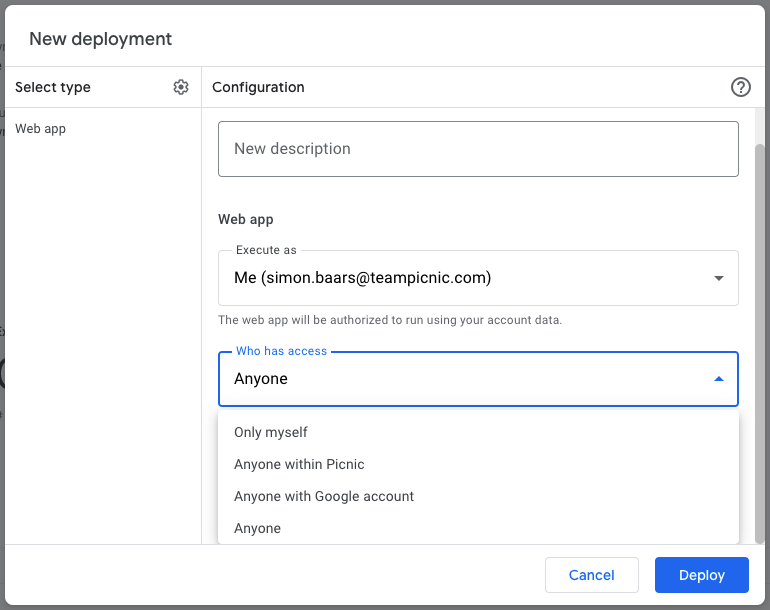 New deployment
Select type
Configuration
Web app
New description
Web app
Execute as
Me (simon.baars@teampicnic.com)
The web app will be authorized to run using your account data.
Who has access
Anyone
Only myself
Anyone within Picnic
Anyone with Google account
Anyone
Cancel
Deploy